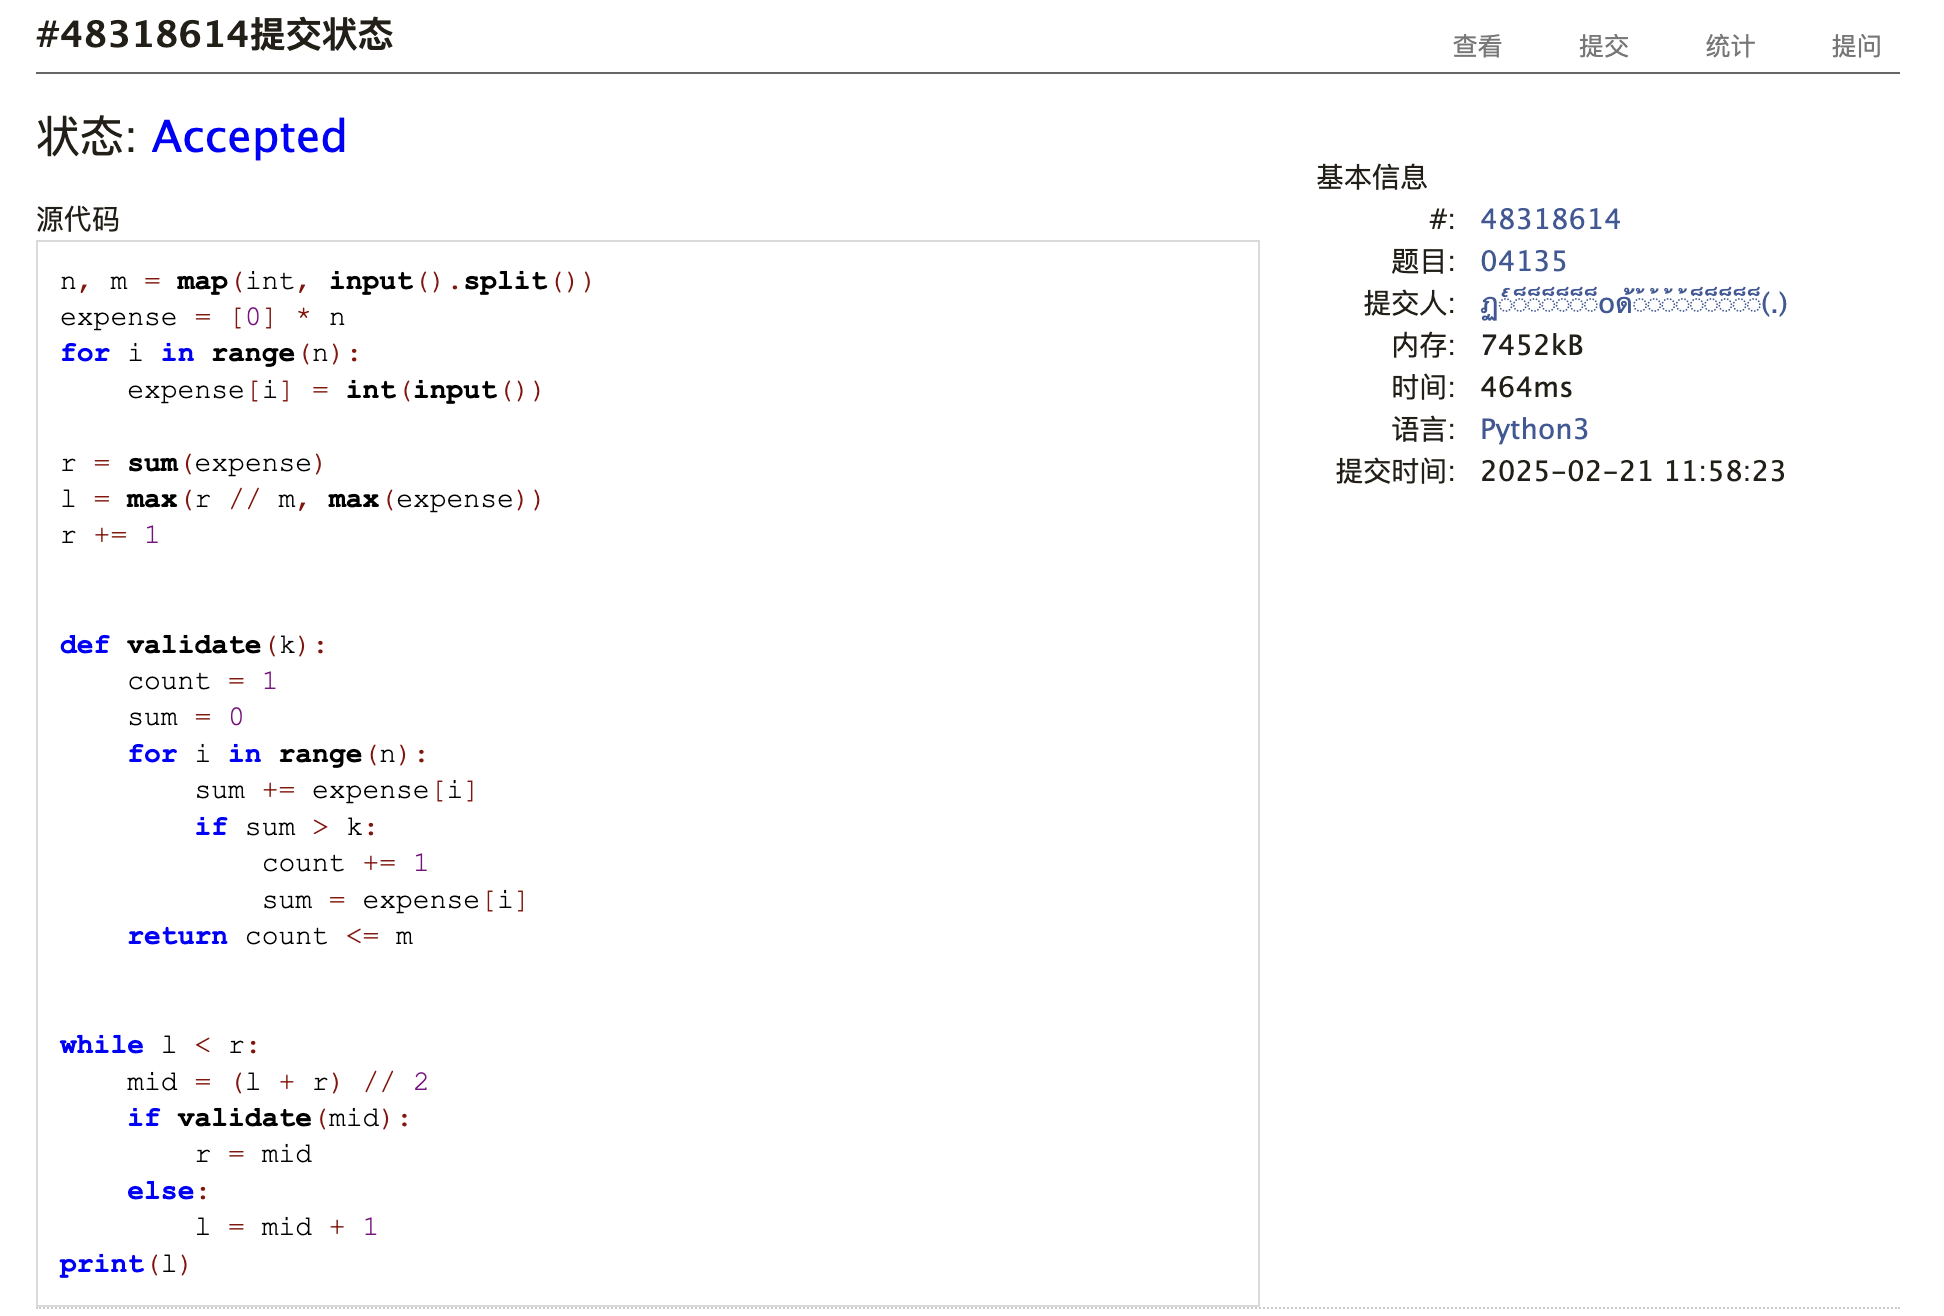 #48318614提交状态
查看 提交 统计 提问
状态: Accepted
源代码
n, m = map(int, input().split())
expense = [0] * n
for i in range(n):
    expense[i] = int(input())

r = sum(expense)
l = max(r // m, max(expense))
r += 1


def validate(k):
    count = 1
    sum = 0
    for i in range(n):
        sum += expense[i]
        if sum > k:
            count += 1
            sum = expense[i]
    return count <= m


while l < r:
    mid = (l + r) // 2
    if validate(mid):
        r = mid
    else:
        l = mid + 1
print(l)
基本信息
#: 48318614
题目: 04135
提交人:
内存: 7452kB
时间: 464ms
语言: Python3
提交时间: 2025-02-21 11:58:23